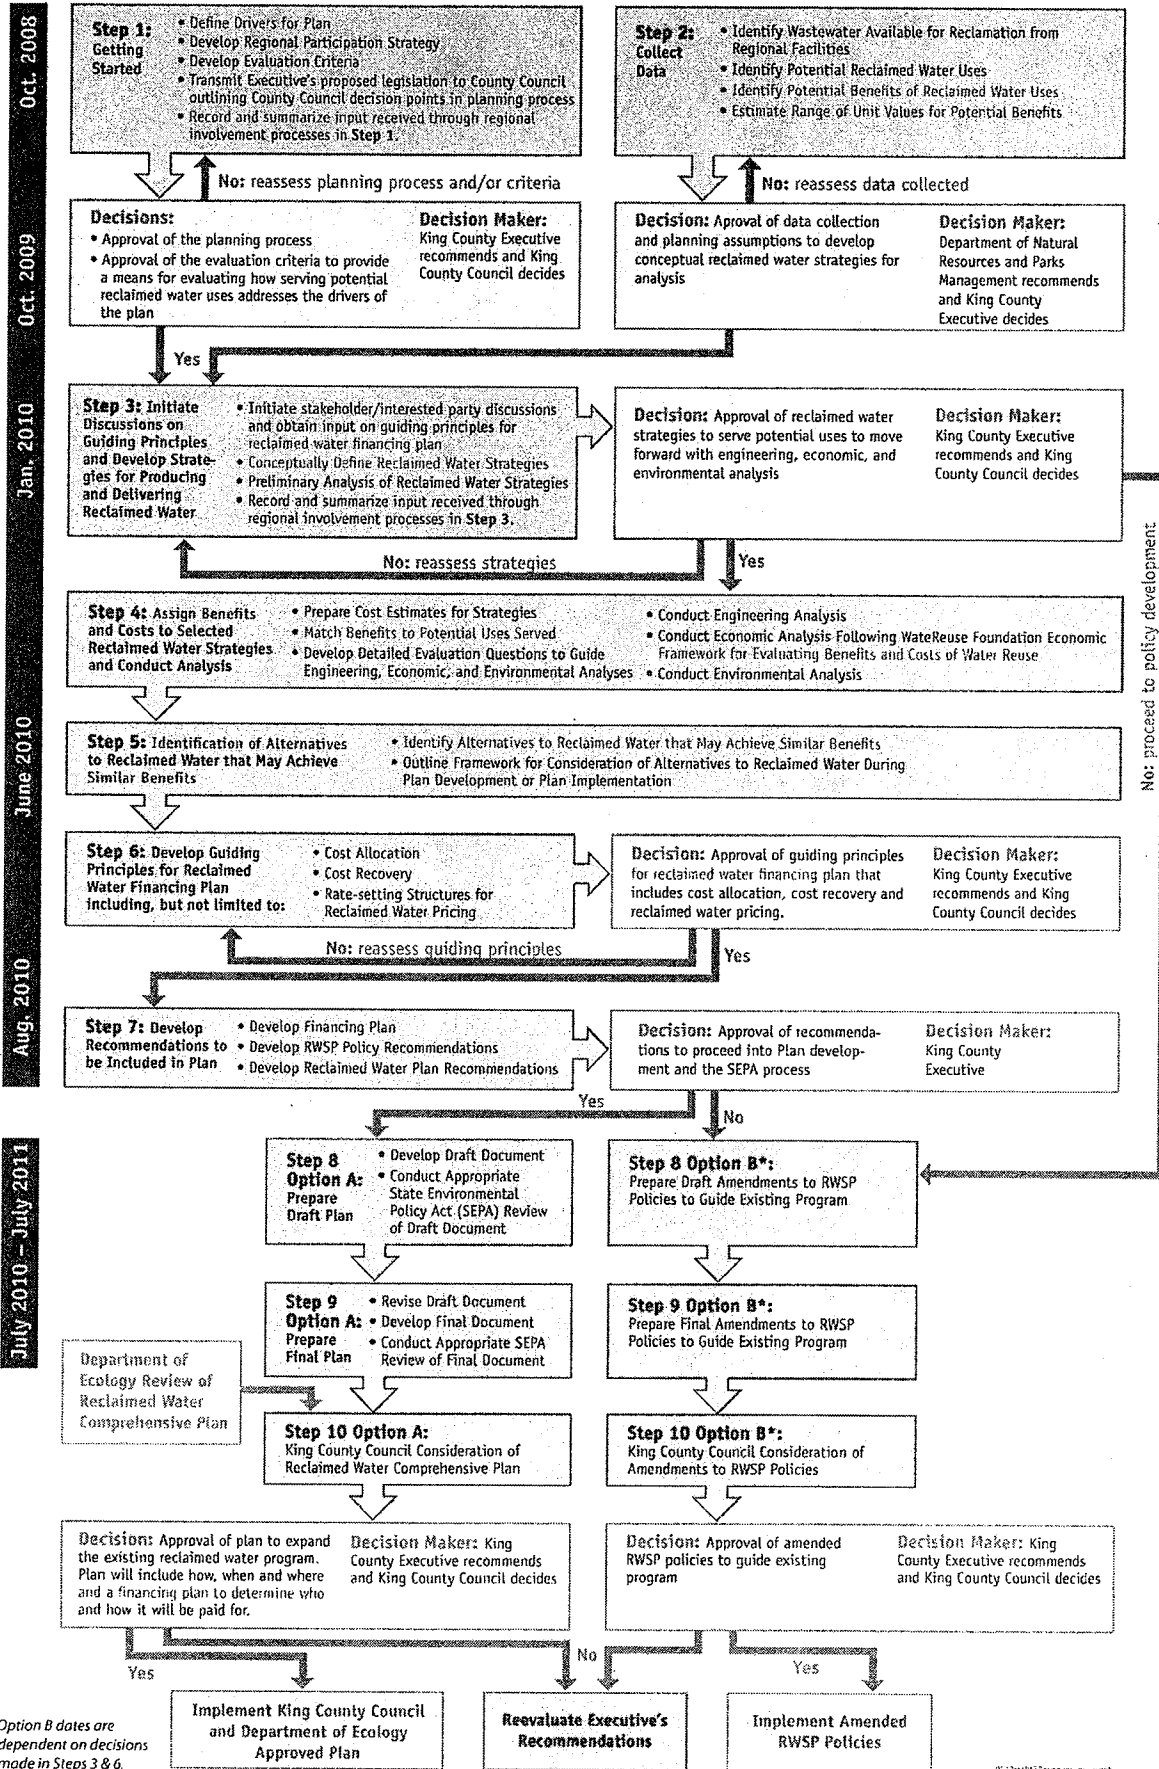 Oct. 2008
Step 1:
Getting
Started
• Define Drivers for Plan
• Develop Regional Participation Strategy
• Develop Evaluation Criteria
• Transmit Executive's proposed legislation to County Council
outlining County Council decision points in planning process
• Record and summarize input received through regional
involvement processes in Step 1.
Step 2:
Collect
Data
• Identify Wastewater Available for Reclamation from
Regional Facilities
• Identify Potential Reclaimed Water Uses
• Identify Potential Benefits of Reclaimed Water Uses
• Estimate Range of Unit Values for Potential Benefits
No: reassess planning process and/or criteria
No: reassess data collected
Oct. 2009
Decisions:
• Approval of the planning process
• Approval of the evaluation criteria to provide
a means for evaluating how serving potential
reclaimed water uses addresses the drivers of
the plan
Decision Maker:
King County Executive
recommends and King
County Council decides
Decision: Aproval of data collection
and planning assumptions to develop
conceptual reclaimed water strategies for
analysis
Decision Maker:
Department of Natural
Resources and Parks
Management recommends
and King County
Executive decides
Yes
Jan. 2010
Step 3: Initiate
Discussions on
Guiding Principles
and Develop Strate-
gies for Producing
and Delivering
Reclaimed Water
• Initiate stakeholder/interested party discussions
and obtain input on guiding principles for
reclaimed water financing plan
• Conceptually Define Reclaimed Water Strategies
• Preliminary Analysis of Reclaimed Water Strategies
• Record and summarize input received through
regional involvement processes in Step 3.
Decision: Approval of reclaimed water
strategies to serve potential uses to move
forward with engineering, economic, and
environmental analysis
Decision Maker:
King County Executive
recommends and King
County Council decides
No: reassess strategies
Yes
No: proceed to policy development
Step 4: Assign Benefits
and Costs to Selected
Reclaimed Water Strategies
and Conduct Analysis
• Prepare Cost Estimates for Strategies
• Match Benefits to Potential Uses Served
• Develop Detailed Evaluation Questions to Guide
Engineering, Economic, and Environmental Analyses
• Conduct Engineering Analysis
• Conduct Economic Analysis Following WateReuse Foundation Economic
Framework for Evaluating Benefits and Costs of Water Reuse
• Conduct Environmental Analysis
June 2010
Step 5: Identification of Alternatives
to Reclaimed Water that May Achieve
Similar Benefits
• Identify Alternatives to Reclaimed Water that May Achieve Similar Benefits
• Outline Framework for Consideration of Alternatives to Reclaimed Water During
Plan Development or Plan Implementation
Step 6: Develop Guiding
Principles for Reclaimed
Water Financing Plan
including, but not limited to:
• Cost Allocation
• Cost Recovery
• Rate-setting Structures for
Reclaimed Water Pricing
Decision: Approval of guiding principles
for reclaimed water financing plan that
includes cost allocation, cost recovery and
reclaimed water pricing.
Decision Maker:
King County Executive
recommends and King
County Council decides
No: reassess guiding principles
Yes
Aug. 2010
Step 7: Develop
Recommendations to
be Included in Plan
• Develop Financing Plan
• Develop RWSP Policy Recommendations
• Develop Reclaimed Water Plan Recommendations
Decision: Approval of recommenda-
tions to proceed into Plan develop-
ment and the SEPA process
Decision Maker:
King County
Executive
Yes
No
July 2010 – July 2011
Step 8
Option A:
Prepare
Draft Plan
• Develop Draft Document
• Conduct Appropriate
State Environmental
Policy Act (SEPA) Review
of Draft Document
Step 8 Option B*:
Prepare Draft Amendments to RWSP
Policies to Guide Existing Program
Step 9
Option A:
Prepare
Final Plan
• Revise Draft Document
• Develop Final Document
• Conduct Appropriate SEPA
Review of Final Document
Step 9 Option B*:
Prepare Final Amendments to RWSP
Policies to Guide Existing Program
Department of
Ecology Review of
Reclaimed Water
Comprehensive Plan
Step 10 Option A:
King County Council Consideration of
Reclaimed Water Comprehensive Plan
Step 10 Option B*:
King County Council Consideration of
Amendments to RWSP Policies
Decision: Approval of plan to expand
the existing reclaimed water program.
Plan will include how, when and where
and a financing plan to determine who
and how it will be paid for.
Decision Maker: King
County Executive recommends
and King County Council decides
Decision: Approval of amended
RWSP policies to guide existing
program
Decision Maker: King
County Executive recommends
and King County Council decides
Yes
No
Yes
Implement King County Council
and Department of Ecology
Approved Plan
Reevaluate Executive's
Recommendations
Implement Amended
RWSP Policies
Option B dates are
dependent on decisions
made in Steps 3 & 6.